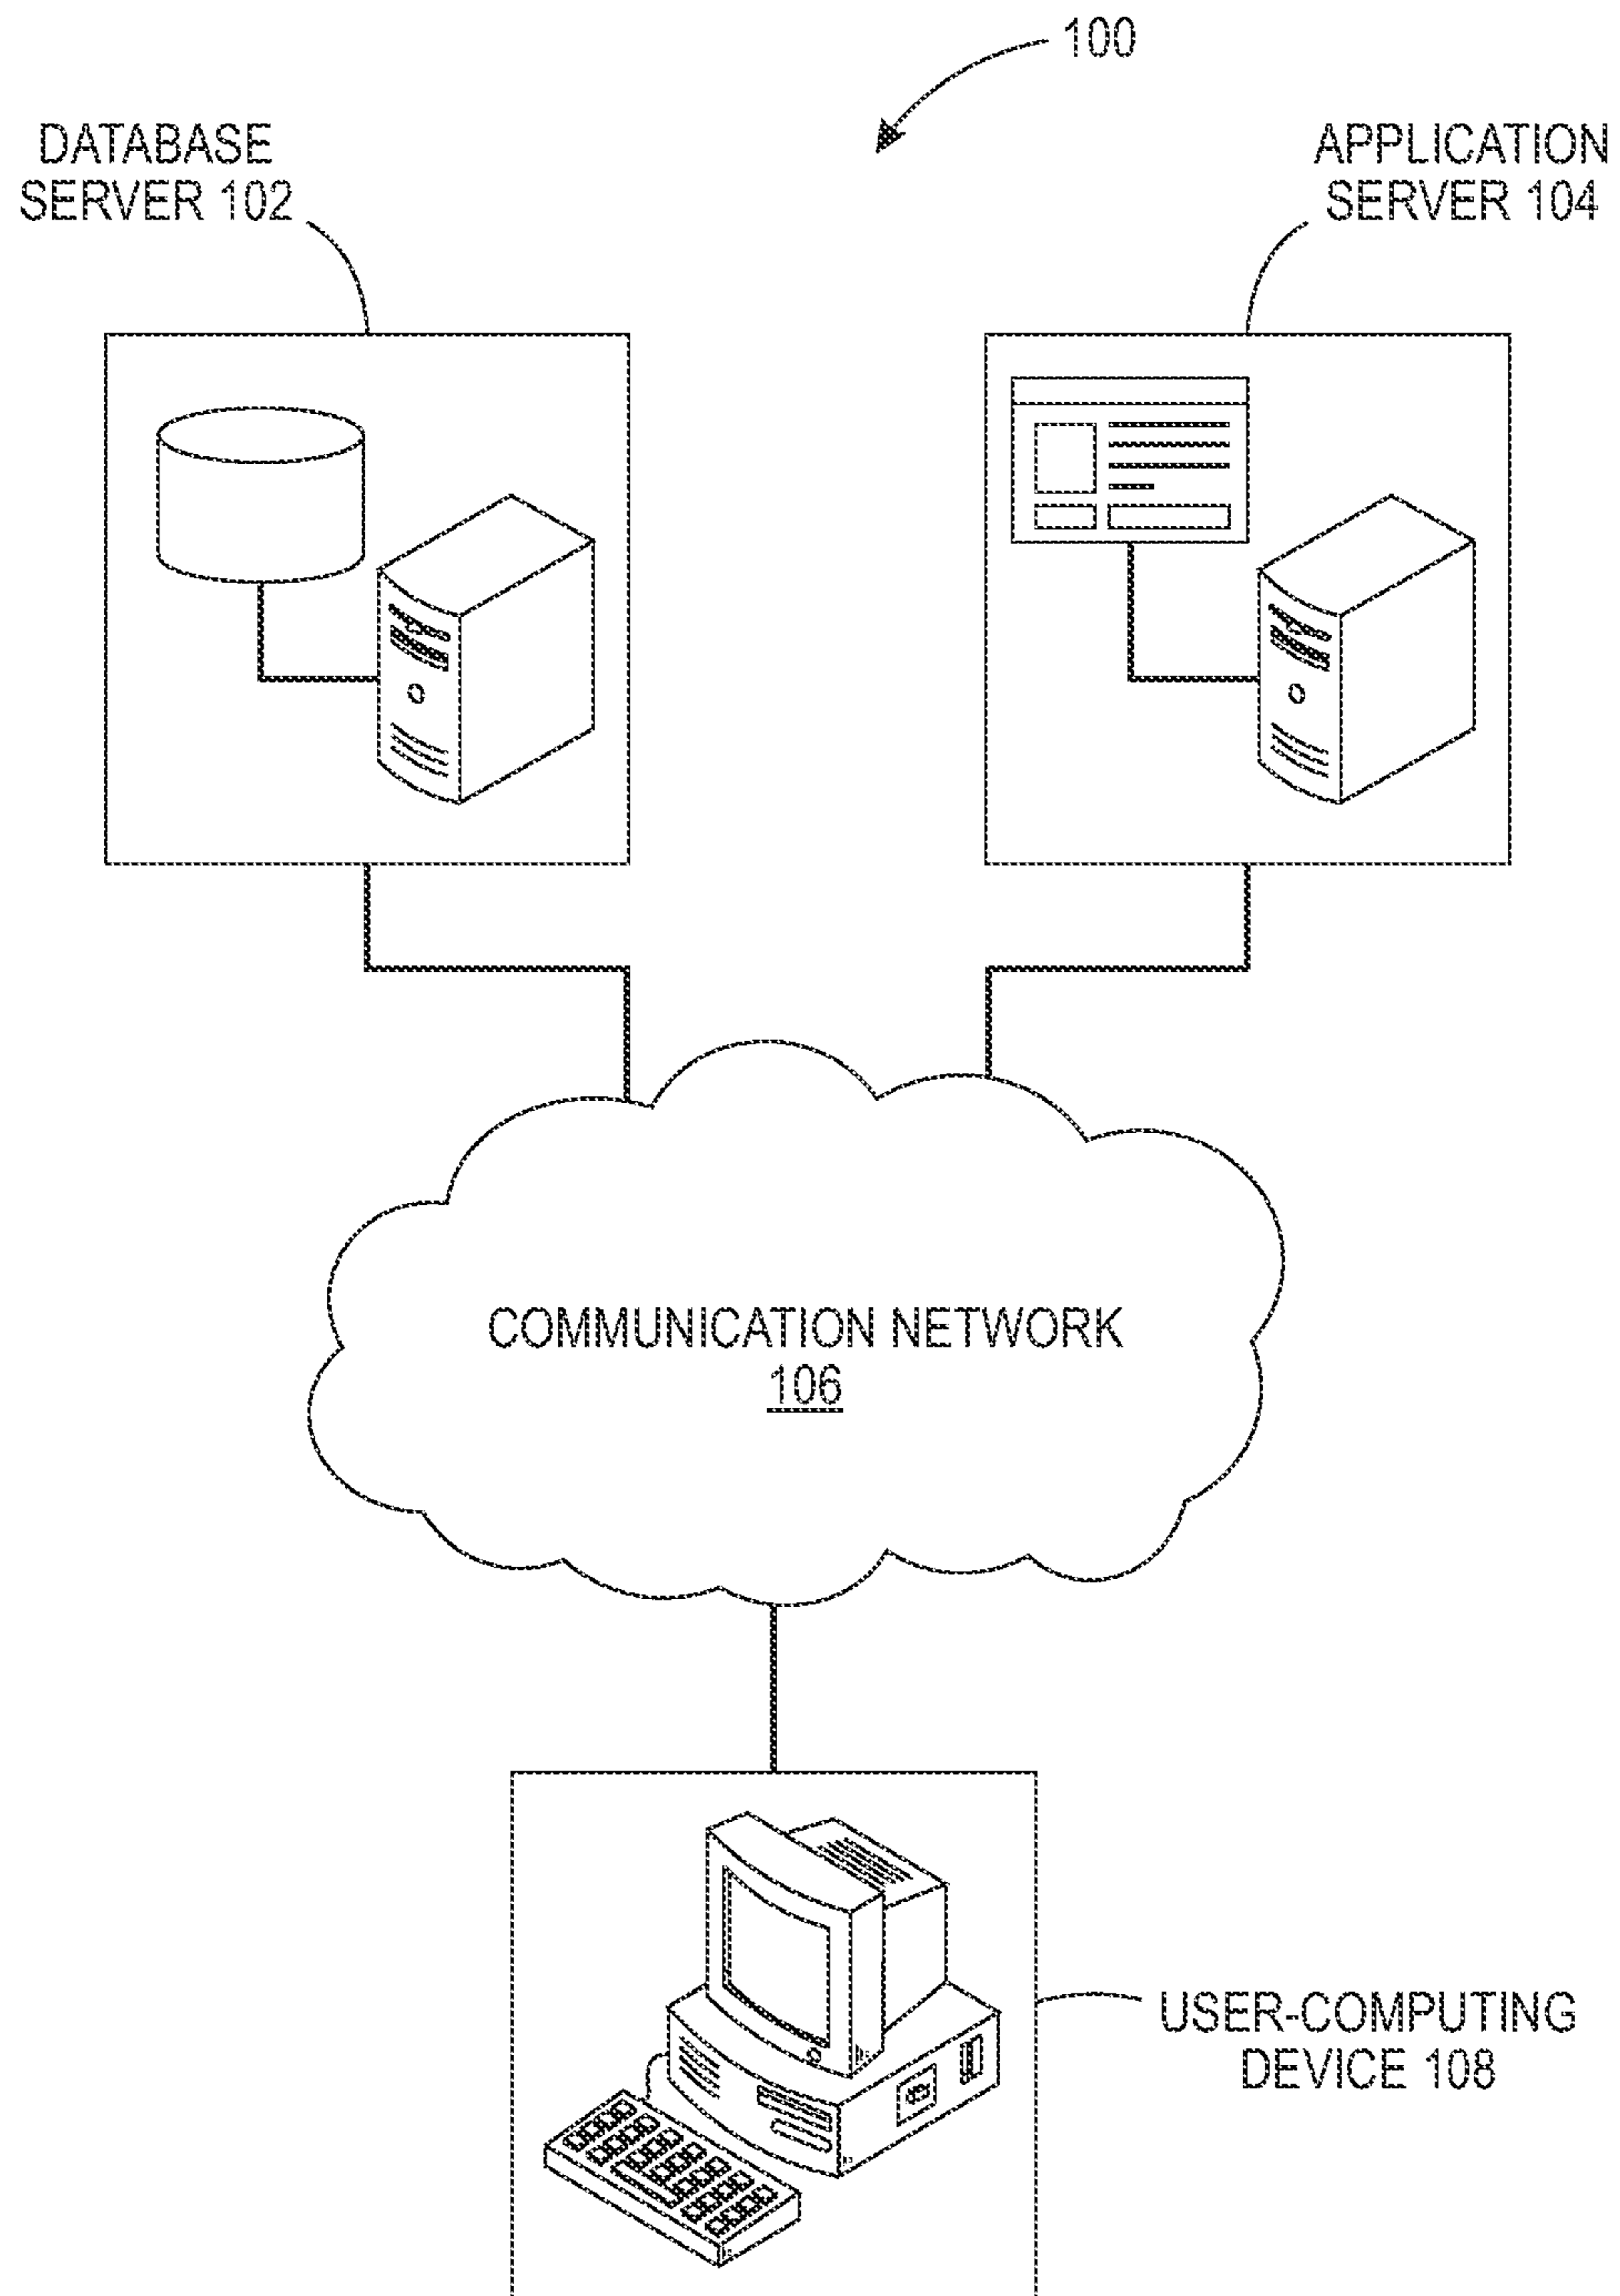 100
DATABASE
SERVER 102
APPLICATION
SERVER 104
COMMUNICATION NETWORK
106
USER-COMPUTING
DEVICE 108